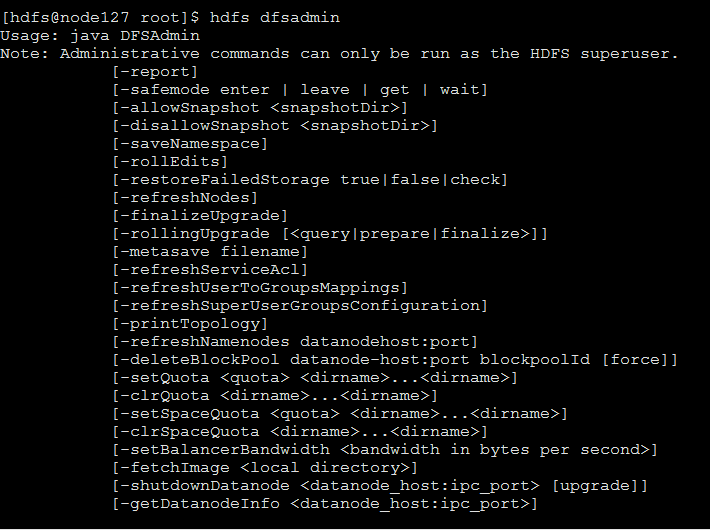 [hdfs@node127 root]$ hdfs dfsadmin
Usage: java DFSAdmin
Note: Administrative commands can only be run as the HDFS superuser.
[-report]
[-safemode enter | leave | get | wait]
[-allowSnapshot <snapshotDir>]
[-disallowSnapshot <snapshotDir>]
[-saveNamespace]
[-rollEdits]
[-restoreFailedStorage true|false|check]
[-refreshNodes]
[-finalizeUpgrade]
[-rollingUpgrade [<query|prepare|finalize>]]
[-metasave filename]
[-refreshServiceAcl]
[-refreshUserToGroupsMappings]
[-refreshSuperUserGroupsConfiguration]
[-printTopology]
[-refreshNamenodes datanodehost:port]
[-deleteBlockPool datanode-host:port blockpoolId [force]]
[-setQuota <quota> <dirname>...<dirname>]
[-clrQuota <dirname>...<dirname>]
[-setSpaceQuota <quota> <dirname>...<dirname>]
[-clrSpaceQuota <dirname>...<dirname>]
[-setBalancerBandwidth <bandwidth in bytes per second>]
[-fetchImage <local directory>]
[-shutdownDatanode <datanode_host:ipc_port> [upgrade]]
[-getDatanodeInfo <datanode_host:ipc_port>]